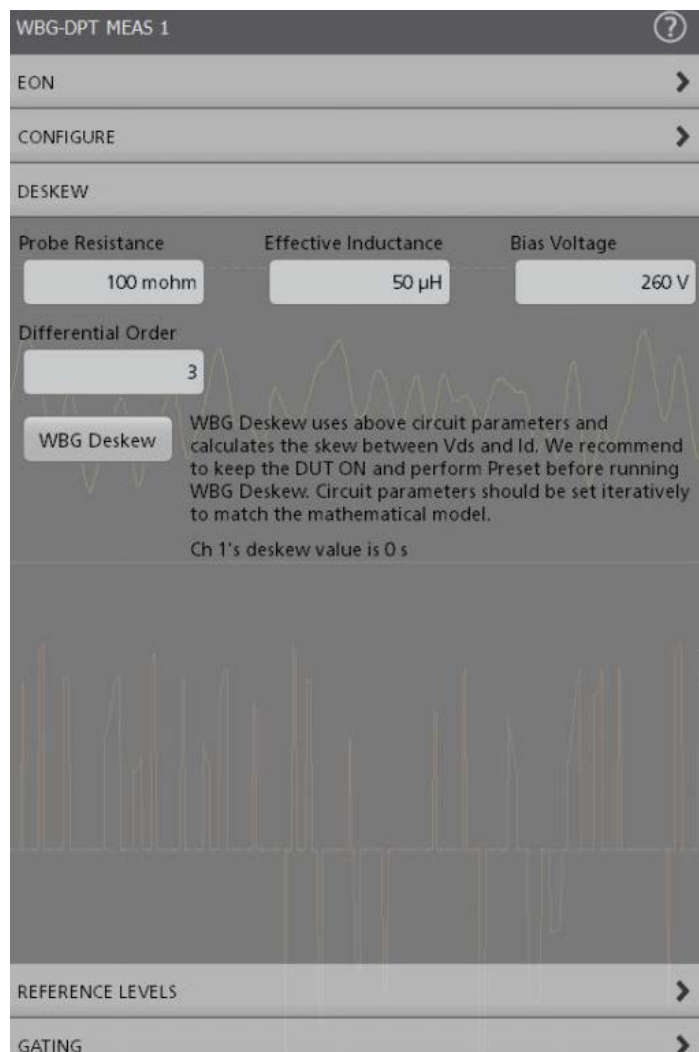 WBG-DPT MEAS 1
?
EON
CONFIGURE
DESKEW
Probe Resistance Effective Inductance Bias Voltage
100 mohm 50 µH 260 V
Differential Order
3
WBG Deskew
WBG Deskew uses above circuit parameters and
calculates the skew between Vds and Id. We recommend
to keep the DUT ON and perform Preset before running
WBG Deskew. Circuit parameters should be set iteratively
to match the mathematical model.
Ch 1's deskew value is 0 s
REFERENCE LEVELS
GATING